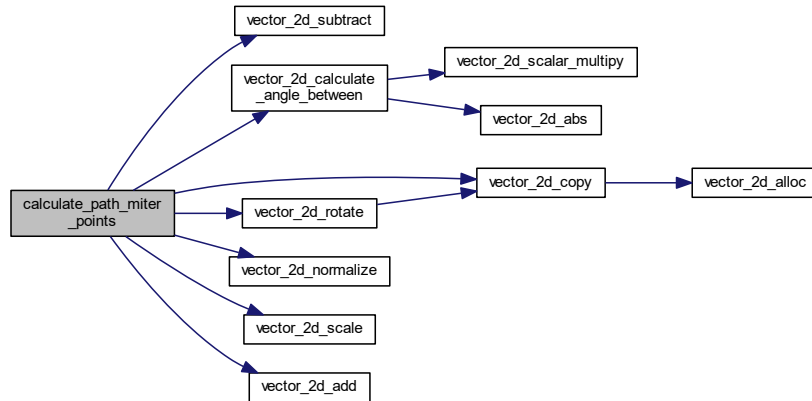 vector_2d_subtract
vector_2d_calculate
_angle_between
vector_2d_scalar_multipy
vector_2d_abs
calculate_path_miter
_points
vector_2d_copy
vector_2d_alloc
vector_2d_rotate
vector_2d_normalize
vector_2d_scale
vector_2d_add